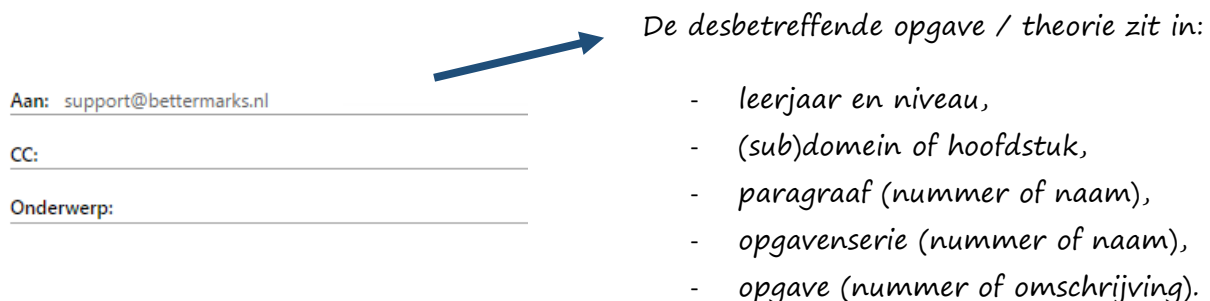 Aan: support@bettermarks.nl
CC:
Onderwerp:
De desbetreffende opgave / theorie zit in:
- leerjaar en niveau,
- (sub)domein of hoofdstuk,
- paragraaf (nummer of naam),
- opgavenserie (nummer of naam),
- opgave (nummer of omschrijving).